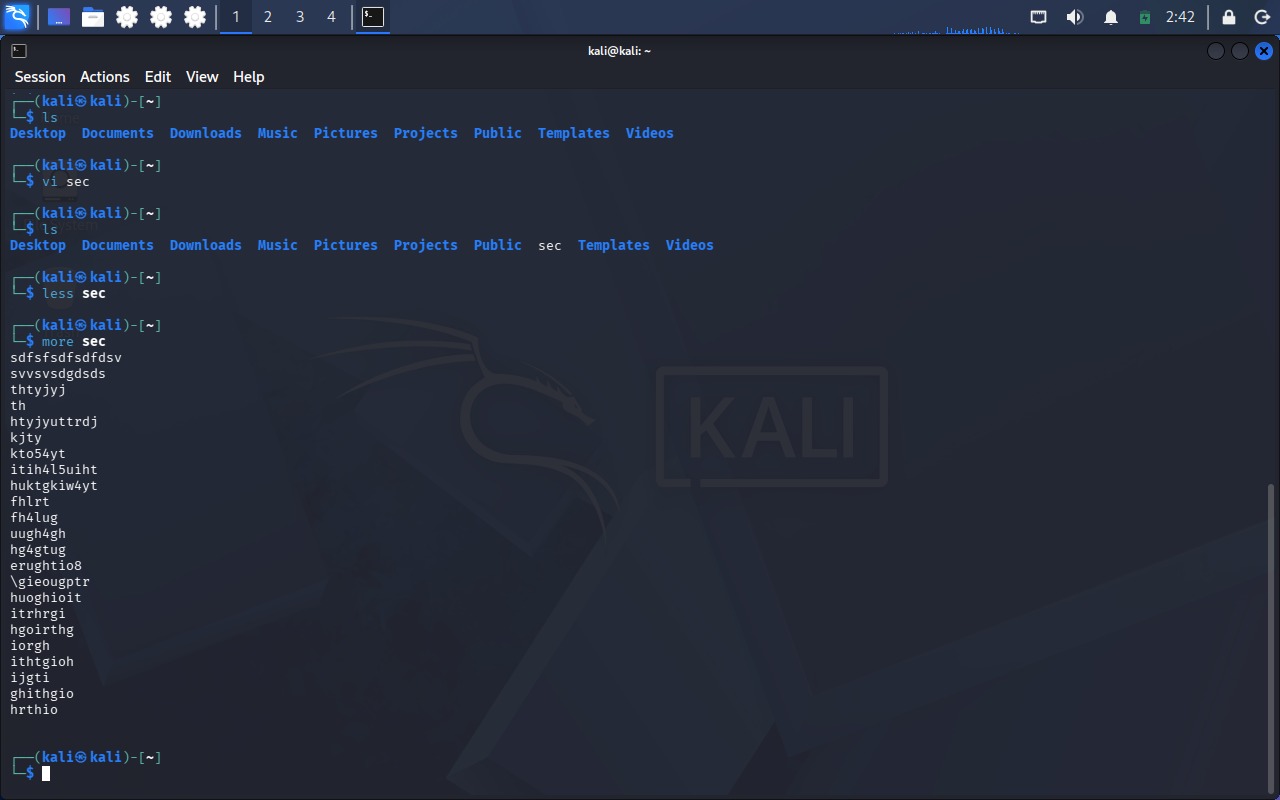 1 2 3 4 2:42
kali@kali: ~
Session Actions Edit View Help
┌──(kali㉿kali)-[~]
└─$ ls
Desktop Documents Downloads Music Pictures Projects Public Templates Videos
┌──(kali㉿kali)-[~]
└─$ vi sec
┌──(kali㉿kali)-[~]
└─$ ls
Desktop Documents Downloads Music Pictures Projects Public sec Templates Videos
┌──(kali㉿kali)-[~]
└─$ less sec
┌──(kali㉿kali)-[~]
└─$ more sec
sdfsfsdfsdfdsv
svvsvsdgdsds
thtyjyj
th
htyjyuttrdj
kjty
kto54yt
itih4l5uiht
huktgkiw4yt
fhlrt
fh4lug
uugh4gh
hg4gtug
erughtio8
\gieougptr
huoghioit
itrhrgi
hgoirthg
iorgh
ithtgioh
ijgti
ghithgio
hrthio
┌──(kali㉿kali)-[~]
└─$
KALI